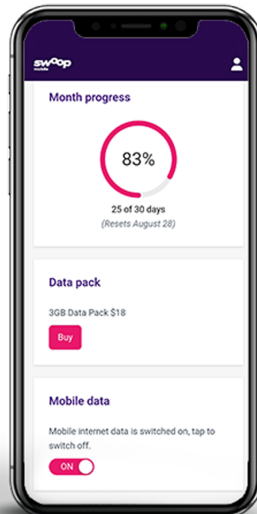 swoop
mobile
Month progress
83%
25 of 30 days
(Resets August 28)
Data pack
3GB Data Pack $18
Buy
Mobile data
Mobile internet data is switched on, tap to
switch off.
ON